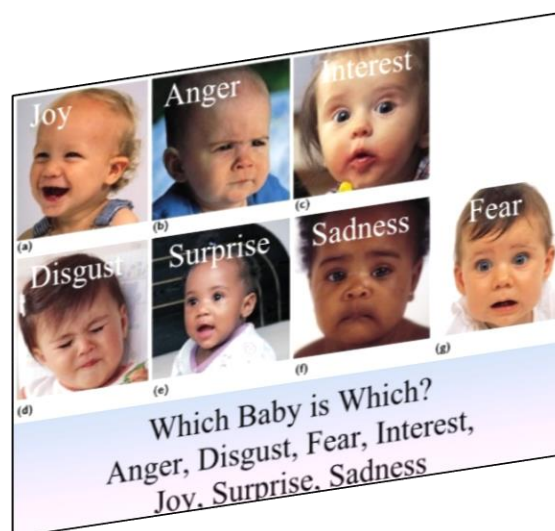 Joy
Anger
Interest
(a)
(b)
(c)
Disgust
Surprise
Sadness
Fear
(d)
(e)
(f)
(g)
Which Baby is Which?
Anger, Disgust, Fear, Interest,
Joy, Surprise, Sadness